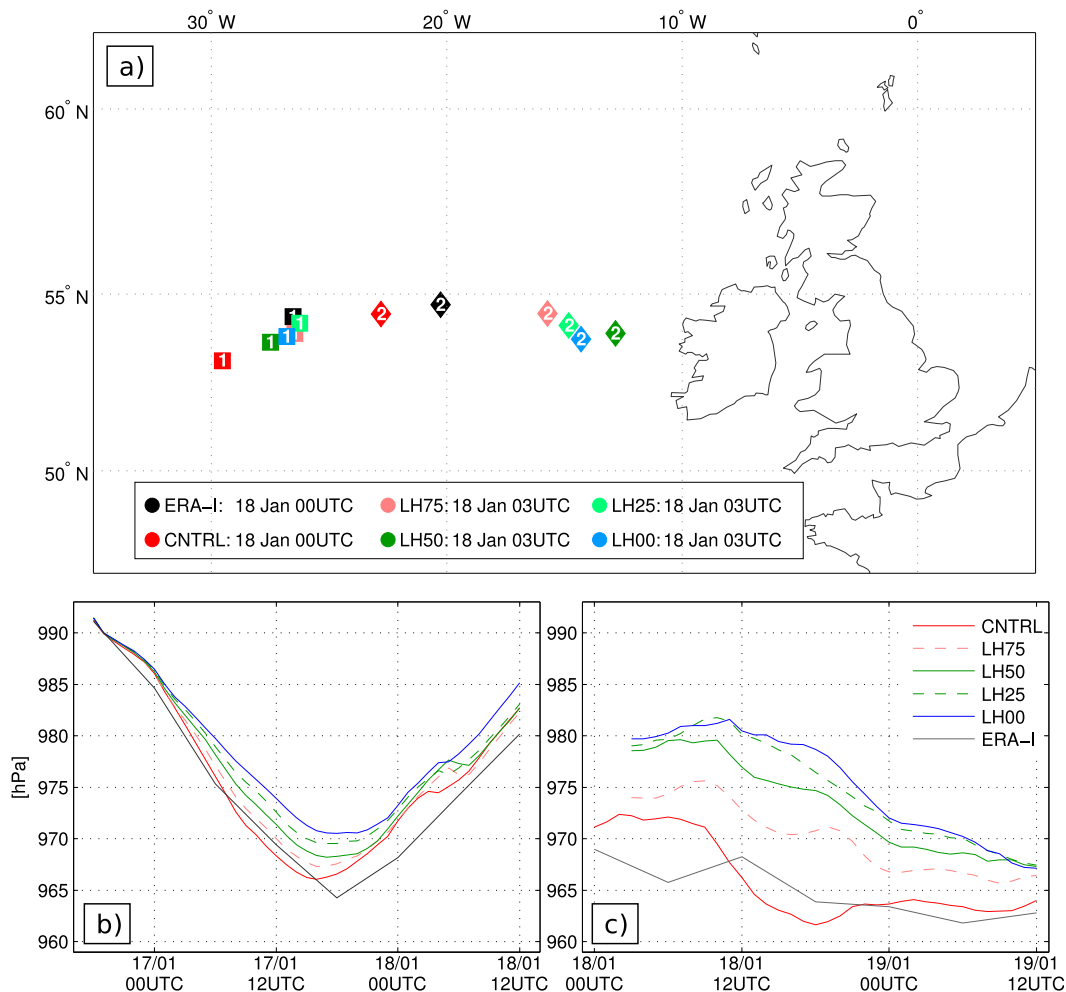 30° W 20° W 10° W 0°
a)
60° N
55° N
50° N
1 1 1 1 1 1
2 2 2 2 2 2
ERA−I: 18 Jan 00UTC LH75: 18 Jan 03UTC LH25: 18 Jan 03UTC
CNTRL: 18 Jan 00UTC LH50: 18 Jan 03UTC LH00: 18 Jan 03UTC
990
985
980
975
970
965
960
[hPa]
b)
17/01 00UTC
17/01 12UTC
18/01 00UTC
18/01 12UTC
990
985
980
975
970
965
960
c)
CNTRL
LH75
LH50
LH25
LH00
ERA−I
18/01 00UTC
18/01 12UTC
19/01 00UTC
19/01 12UTC